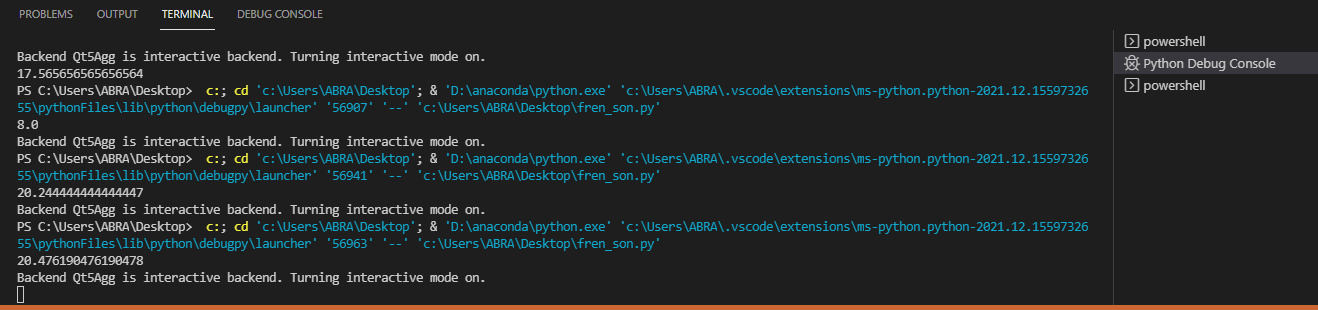 PROBLEMS OUTPUT TERMINAL DEBUG CONSOLE
Backend Qt5Agg is interactive backend. Turning interactive mode on.
17.565656565656564
PS C:\Users\ABRA\Desktop>  c:; cd 'c:\Users\ABRA\Desktop'; & 'D:\anaconda\python.exe' 'c:\Users\ABRA\.vscode\extensions\ms-python.python-2021.12.15597326
55\pythonFiles\lib\python\debugpy\launcher' '56907' '--' 'c:\Users\ABRA\Desktop\fren_son.py'
8.0
Backend Qt5Agg is interactive backend. Turning interactive mode on.
PS C:\Users\ABRA\Desktop>  c:; cd 'c:\Users\ABRA\Desktop'; & 'D:\anaconda\python.exe' 'c:\Users\ABRA\.vscode\extensions\ms-python.python-2021.12.15597326
55\pythonFiles\lib\python\debugpy\launcher' '56941' '--' 'c:\Users\ABRA\Desktop\fren_son.py'
20.244444444444447
Backend Qt5Agg is interactive backend. Turning interactive mode on.
PS C:\Users\ABRA\Desktop>  c:; cd 'c:\Users\ABRA\Desktop'; & 'D:\anaconda\python.exe' 'c:\Users\ABRA\.vscode\extensions\ms-python.python-2021.12.15597326
55\pythonFiles\lib\python\debugpy\launcher' '56963' '--' 'c:\Users\ABRA\Desktop\fren_son.py'
20.476190476190478
Backend Qt5Agg is interactive backend. Turning interactive mode on.
powershell
Python Debug Console
powershell